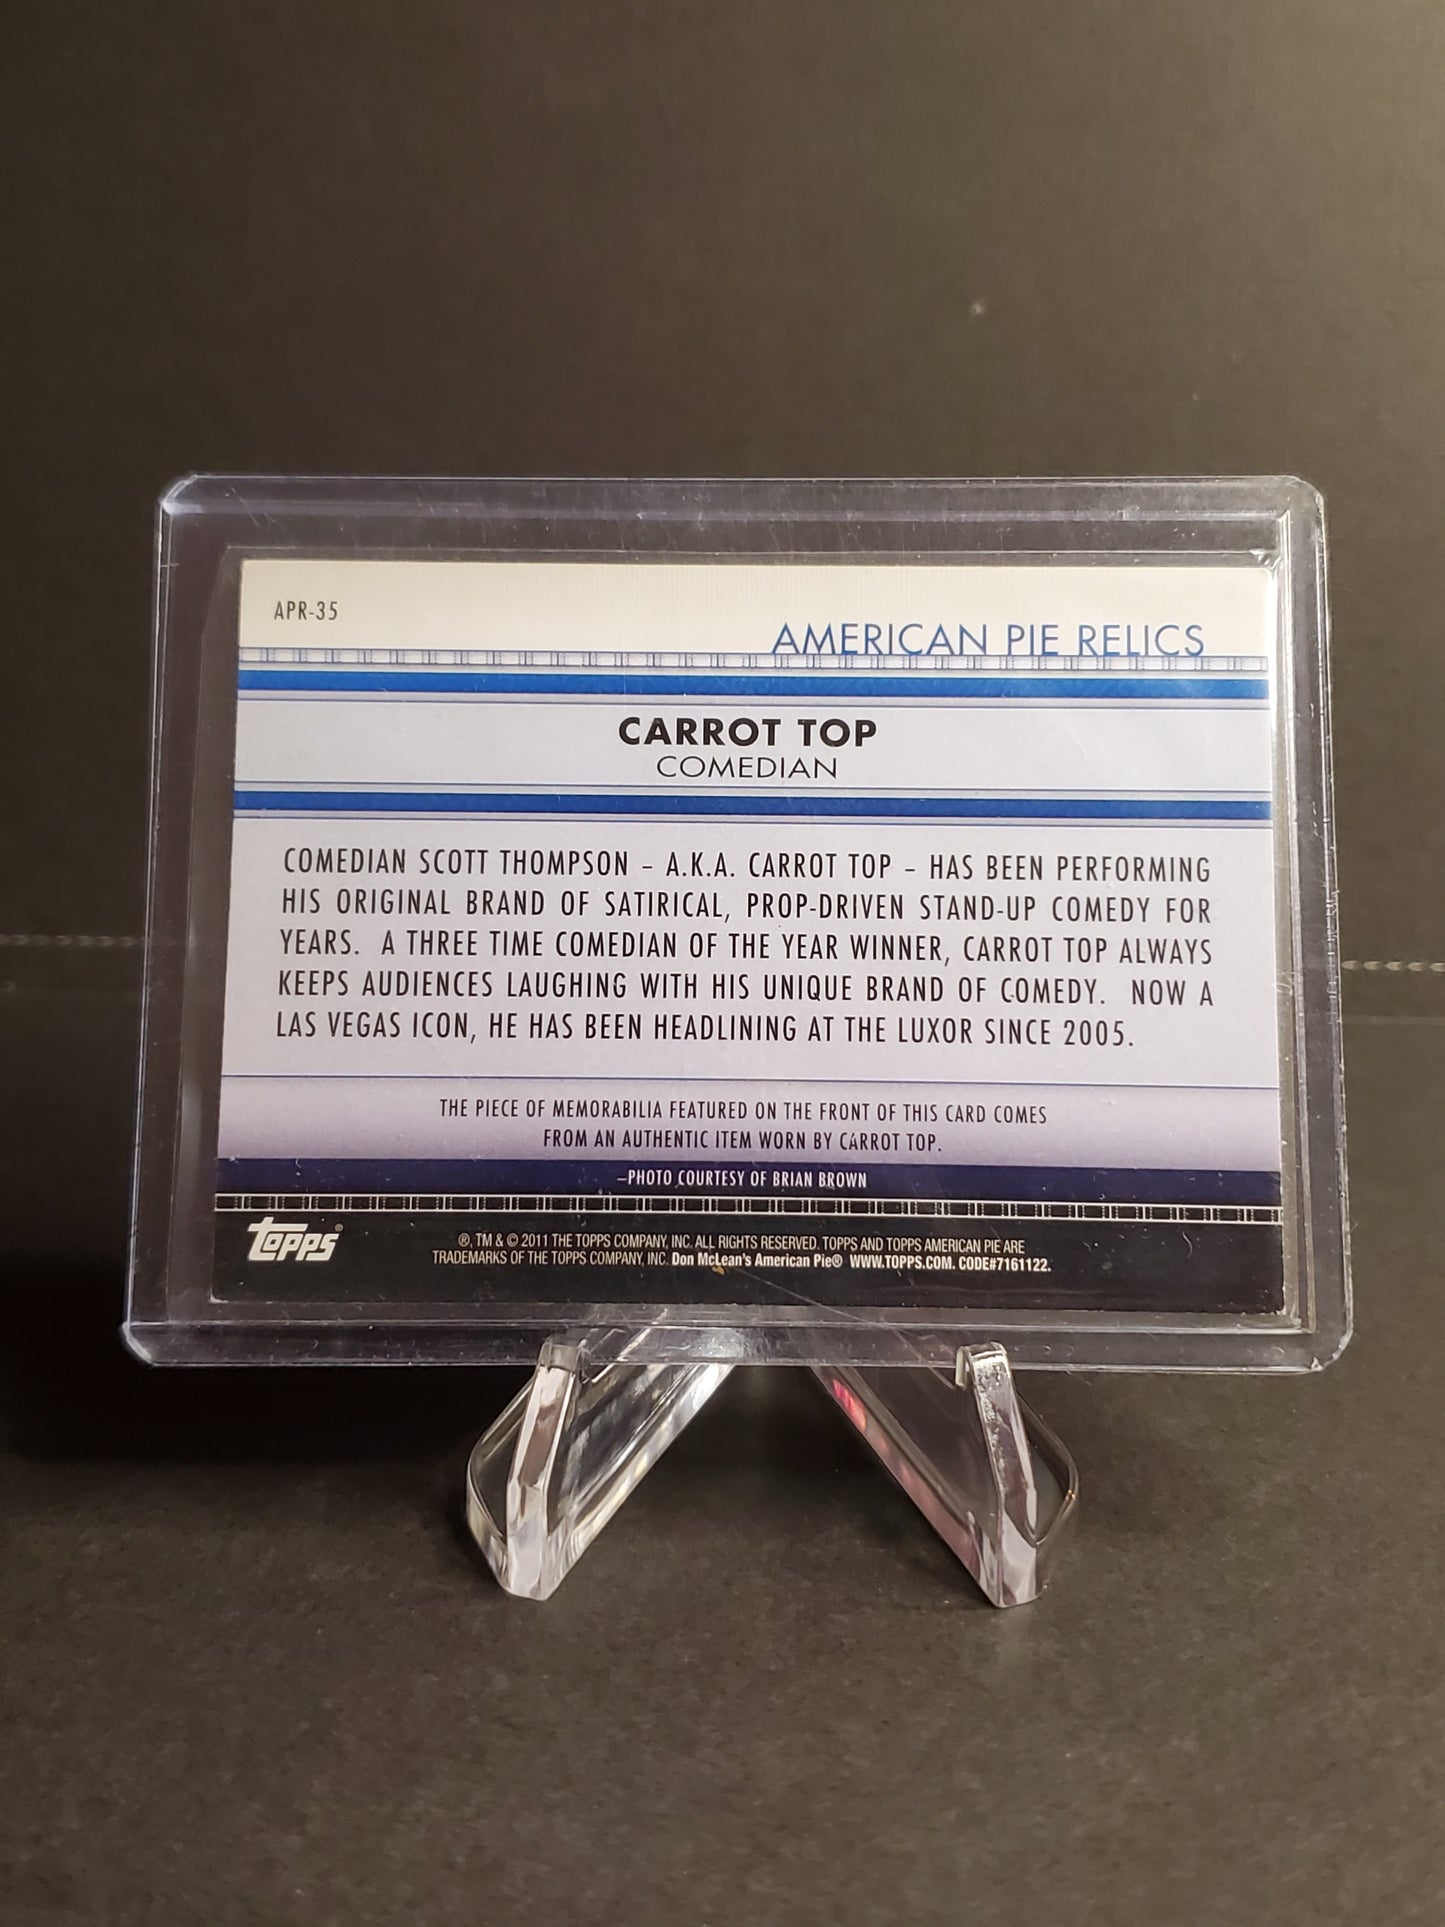 APR-35
AMERICAN PIE RELICS
CARROT TOP
COMEDIAN
COMEDIAN SCOTT THOMPSON – A.K.A. CARROT TOP – HAS BEEN PERFORMING
HIS ORIGINAL BRAND OF SATIRICAL, PROP-DRIVEN STAND-UP COMEDY FOR
YEARS. A THREE TIME COMEDIAN OF THE YEAR WINNER, CARROT TOP ALWAYS
KEEPS AUDIENCES LAUGHING WITH HIS UNIQUE BRAND OF COMEDY. NOW A
LAS VEGAS ICON, HE HAS BEEN HEADLINING AT THE LUXOR SINCE 2005.
THE PIECE OF MEMORABILIA FEATURED ON THE FRONT OF THIS CARD COMES
FROM AN AUTHENTIC ITEM WORN BY CARROT TOP.
–PHOTO COURTESY OF BRIAN BROWN
topps®
®, TM & © 2011 THE TOPPS COMPANY, INC. ALL RIGHTS RESERVED. TOPPS AND TOPPS AMERICAN PIE ARE
TRADEMARKS OF THE TOPPS COMPANY, INC. Don McLean's American Pie® WWW.TOPPS.COM. CODE#7161122.